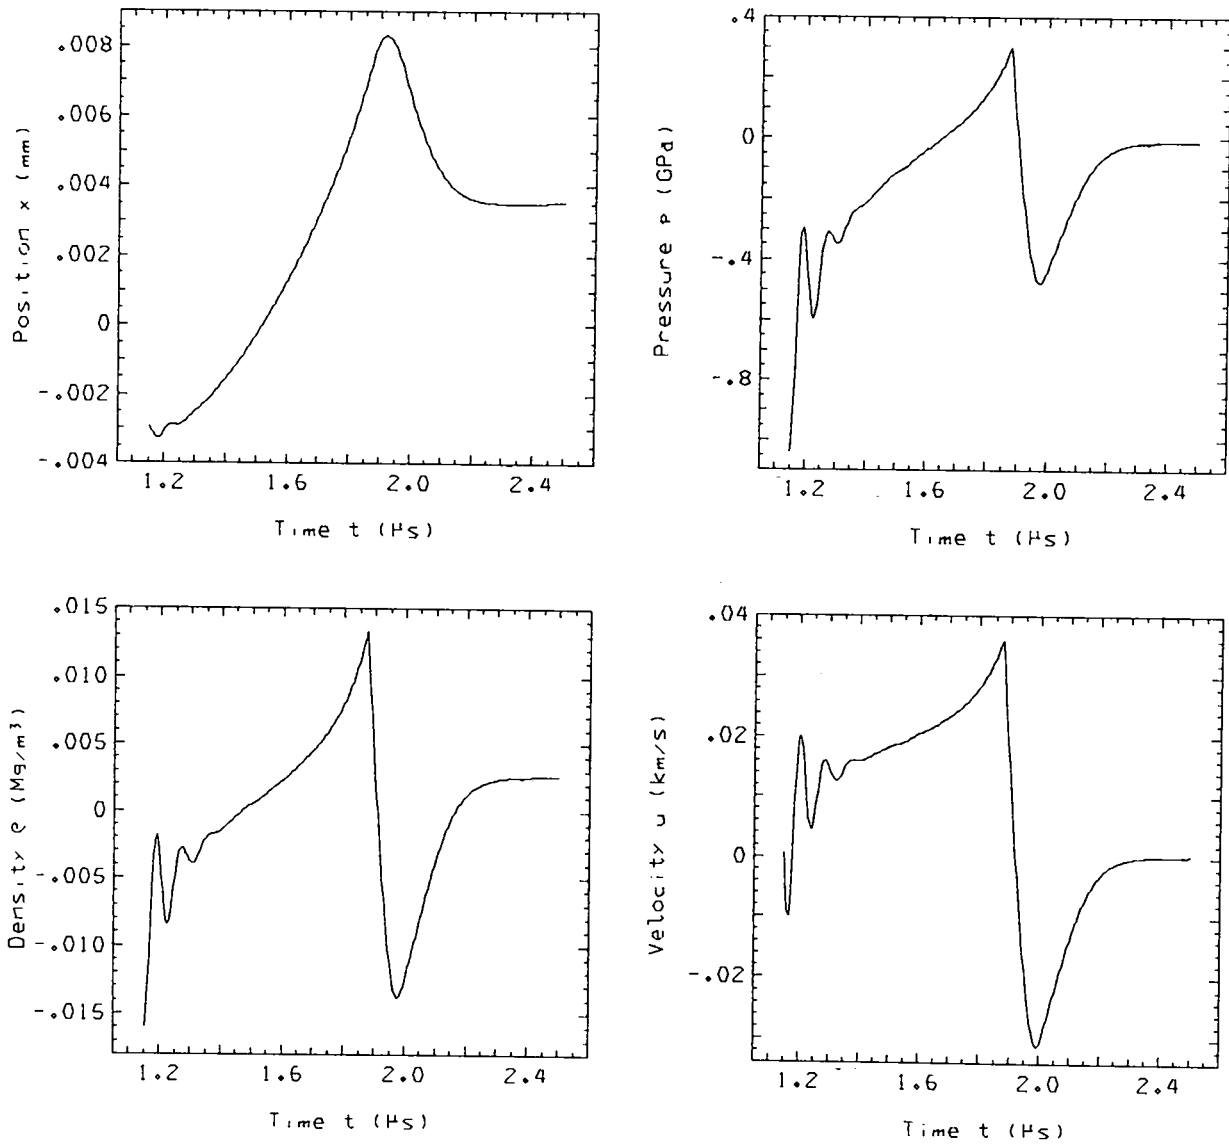 .008
.006
.004
.002
0
-.002
-.004
Position x (mm)
1.2 1.6 2.0 2.4
Time t (μs)
.4
0
-.4
-.8
Pressure p (GPa)
1.2 1.6 2.0 2.4
Time t (μs)
.015
.010
.005
0
-.005
-.010
-.015
Density ρ (Mg/m³)
1.2 1.6 2.0 2.4
Time t (μs)
.04
.02
0
-.02
Velocity u (km/s)
1.2 1.6 2.0 2.4
Time t (μs)